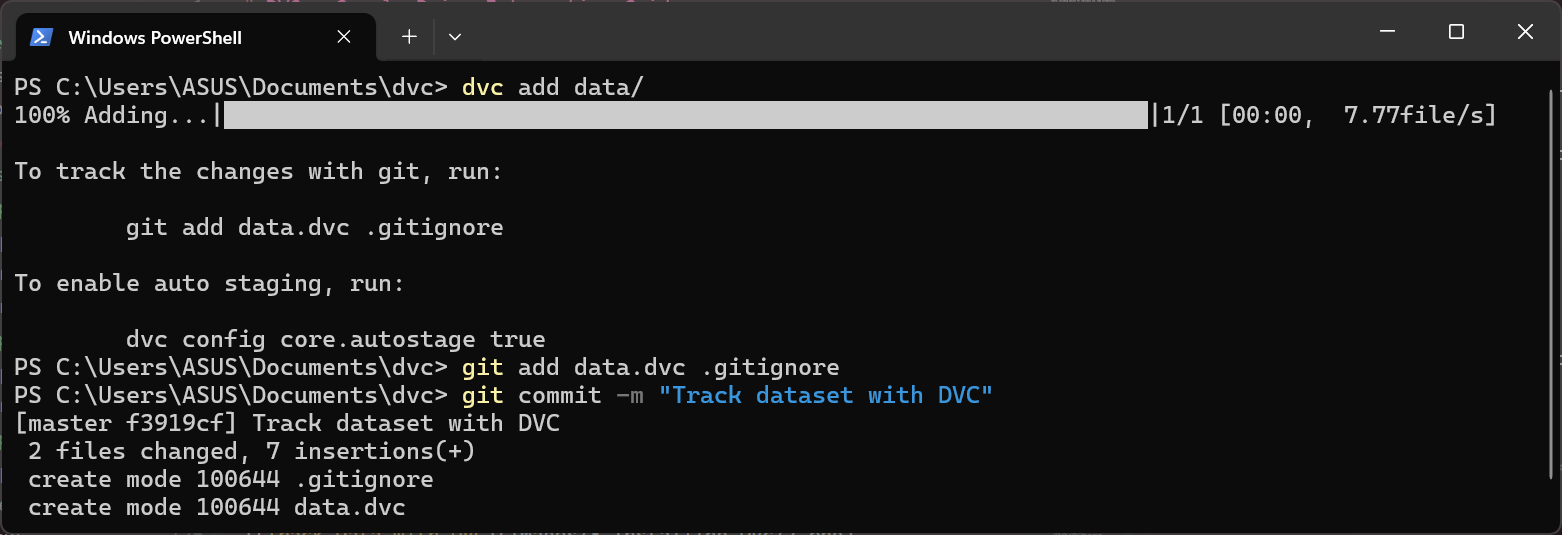 Windows PowerShell
PS C:\Users\ASUS\Documents\dvc> dvc add data/
100% Adding...|1/1 [00:00,  7.77file/s]
To track the changes with git, run:
git add data.dvc .gitignore
To enable auto staging, run:
dvc config core.autostage true
PS C:\Users\ASUS\Documents\dvc> git add data.dvc .gitignore
PS C:\Users\ASUS\Documents\dvc> git commit -m "Track dataset with DVC"
[master f3919cf] Track dataset with DVC
2 files changed, 7 insertions(+)
create mode 100644 .gitignore
create mode 100644 data.dvc